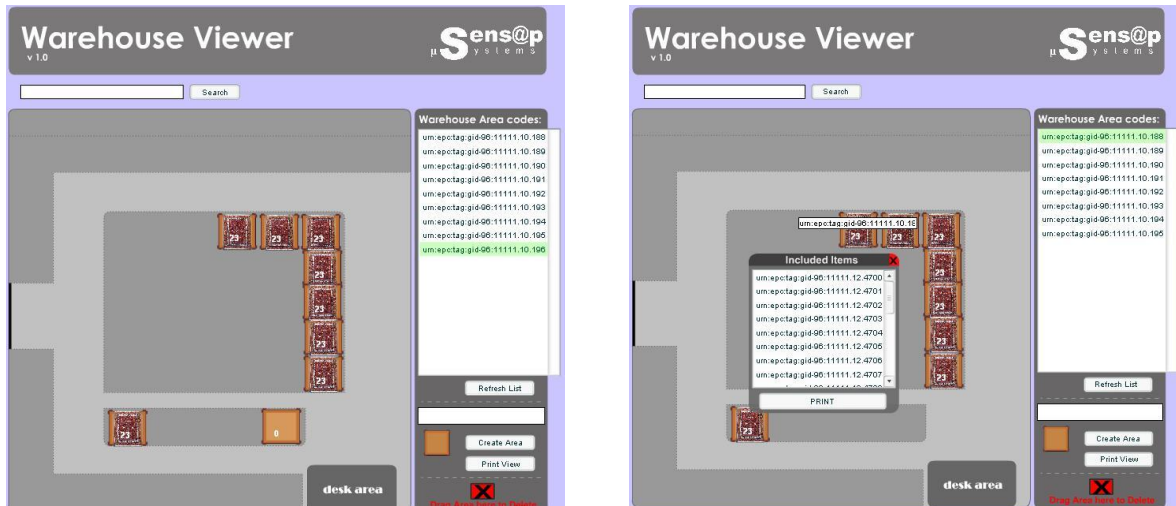 Warehouse Viewer
v 1.0
µ Sens@p
Systems
Search
Warehouse Area codes:
urn:epc:tag:gid-96:11111.10.188
urn:epc:tag:gid-96:11111.10.189
urn:epc:tag:gid-96:11111.10.190
urn:epc:tag:gid-96:11111.10.191
urn:epc:tag:gid-96:11111.10.192
urn:epc:tag:gid-96:11111.10.193
urn:epc:tag:gid-96:11111.10.194
urn:epc:tag:gid-96:11111.10.195
urn:epc:tag:gid-96:11111.10.196
23 23 23
23
23
23
23
Refresh List
23 0
Create Area
Print View
desk area
Drag Area here to Delete
Warehouse Viewer
v 1.0
µ Sens@p
Systems
Search
Warehouse Area codes:
urn:epc:tag:gid-96:11111.10.188
urn:epc:tag:gid-96:11111.10.189
urn:epc:tag:gid-96:11111.10.190
urn:epc:tag:gid-96:11111.10.191
urn:epc:tag:gid-96:11111.10.192
urn:epc:tag:gid-96:11111.10.193
urn:epc:tag:gid-96:11111.10.194
urn:epc:tag:gid-96:11111.10.195
urn:epc:tag:gid-96:11111.10.18
23 23 23
23
23
23
23
Included Items
urn:epc:tag:gid-96:11111.12.4700
urn:epc:tag:gid-96:11111.12.4701
urn:epc:tag:gid-96:11111.12.4702
urn:epc:tag:gid-96:11111.12.4703
urn:epc:tag:gid-96:11111.12.4704
urn:epc:tag:gid-96:11111.12.4705
urn:epc:tag:gid-96:11111.12.4706
urn:epc:tag:gid-96:11111.12.4707
PRINT
Refresh List
23
Create Area
Print View
desk area
Drag Area here to Delete